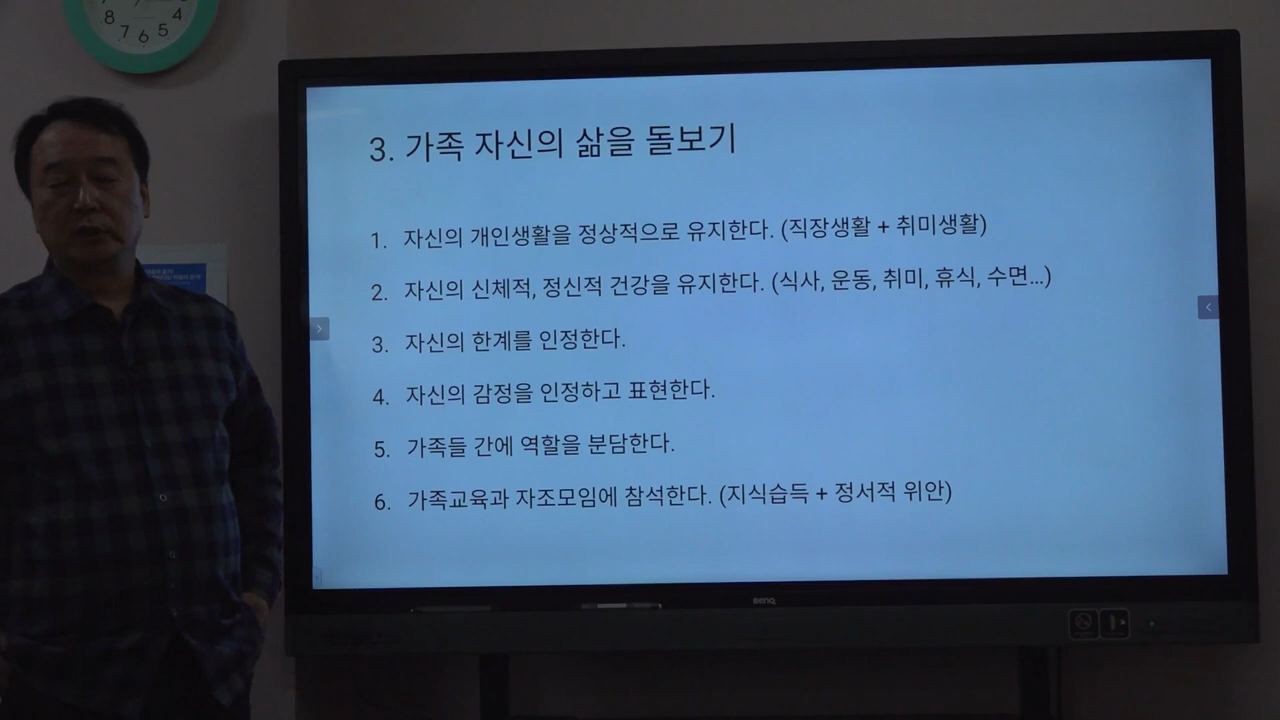 8
7
6
5
4
3. 가족 자신의 삶을 돌보기
1. 자신의 개인생활을 정상적으로 유지한다. (직장생활 + 취미생활)
2. 자신의 신체적, 정신적 건강을 유지한다. (식사, 운동, 취미, 휴식, 수면...)
3. 자신의 한계를 인정한다.
4. 자신의 감정을 인정하고 표현한다.
5. 가족들 간에 역할을 분담한다.
6. 가족교육과 자조모임에 참석한다. (지식습득 + 정서적 위안)
BenQ